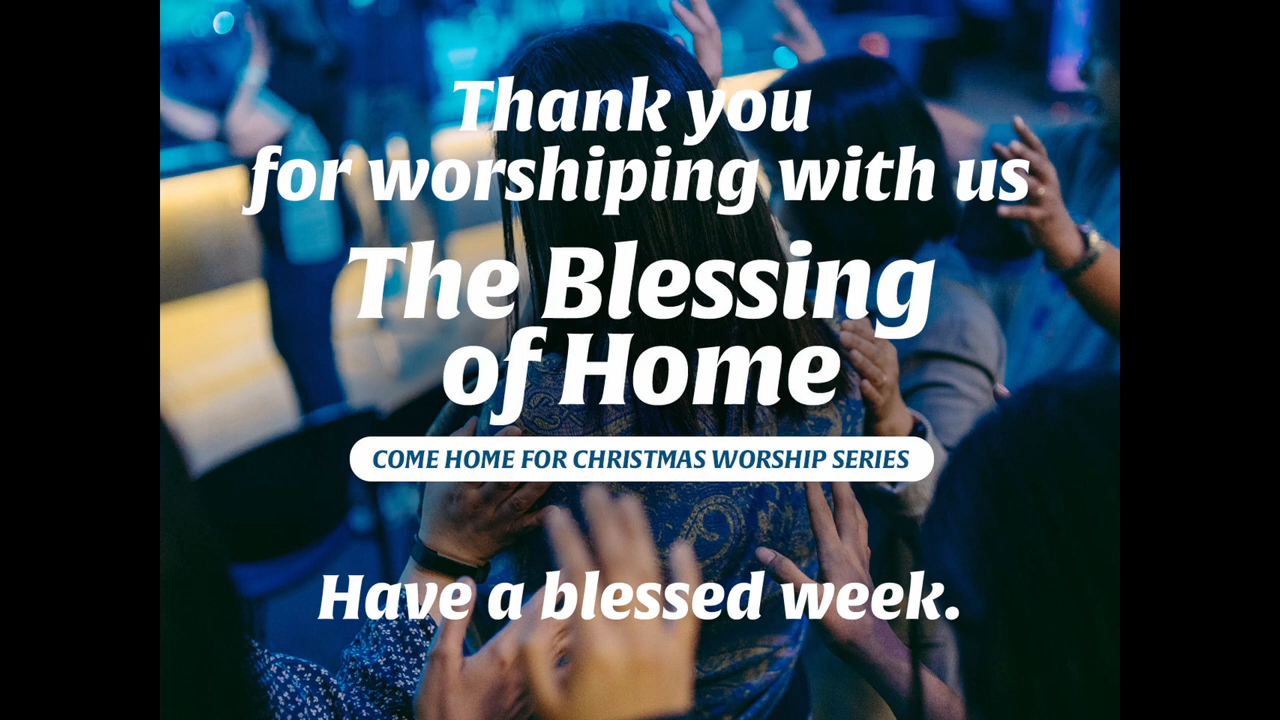 Thank you
for worshiping with us
The Blessing
of Home
COME HOME FOR CHRISTMAS WORSHIP SERIES
Have a blessed week.